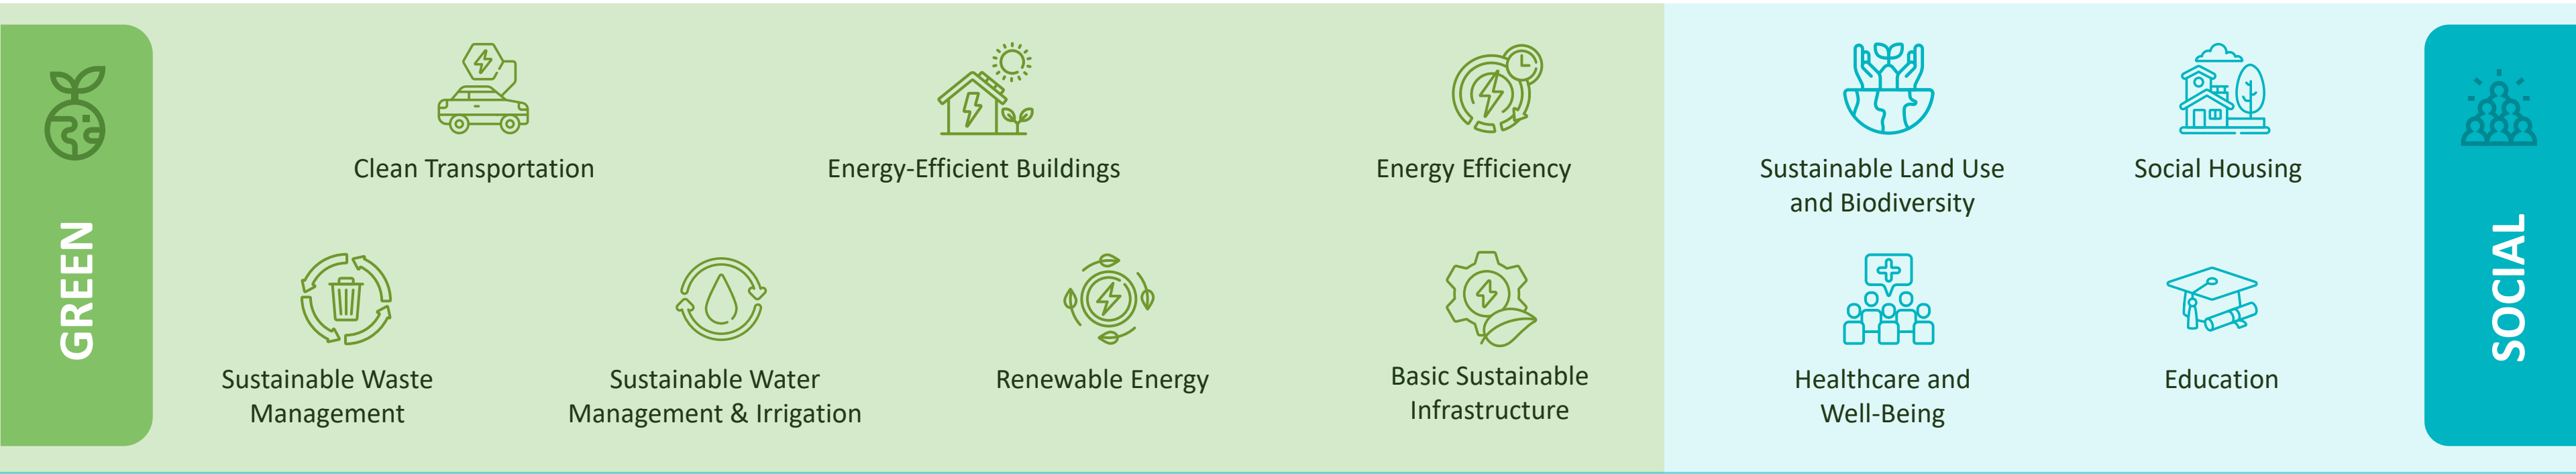 GREEN
Clean Transportation
Energy-Efficient Buildings
Energy Efficiency
Sustainable Waste
Management
Sustainable Water
Management & Irrigation
Renewable Energy
Basic Sustainable
Infrastructure
Sustainable Land Use
and Biodiversity
Social Housing
Healthcare and
Well-Being
Education
SOCIAL